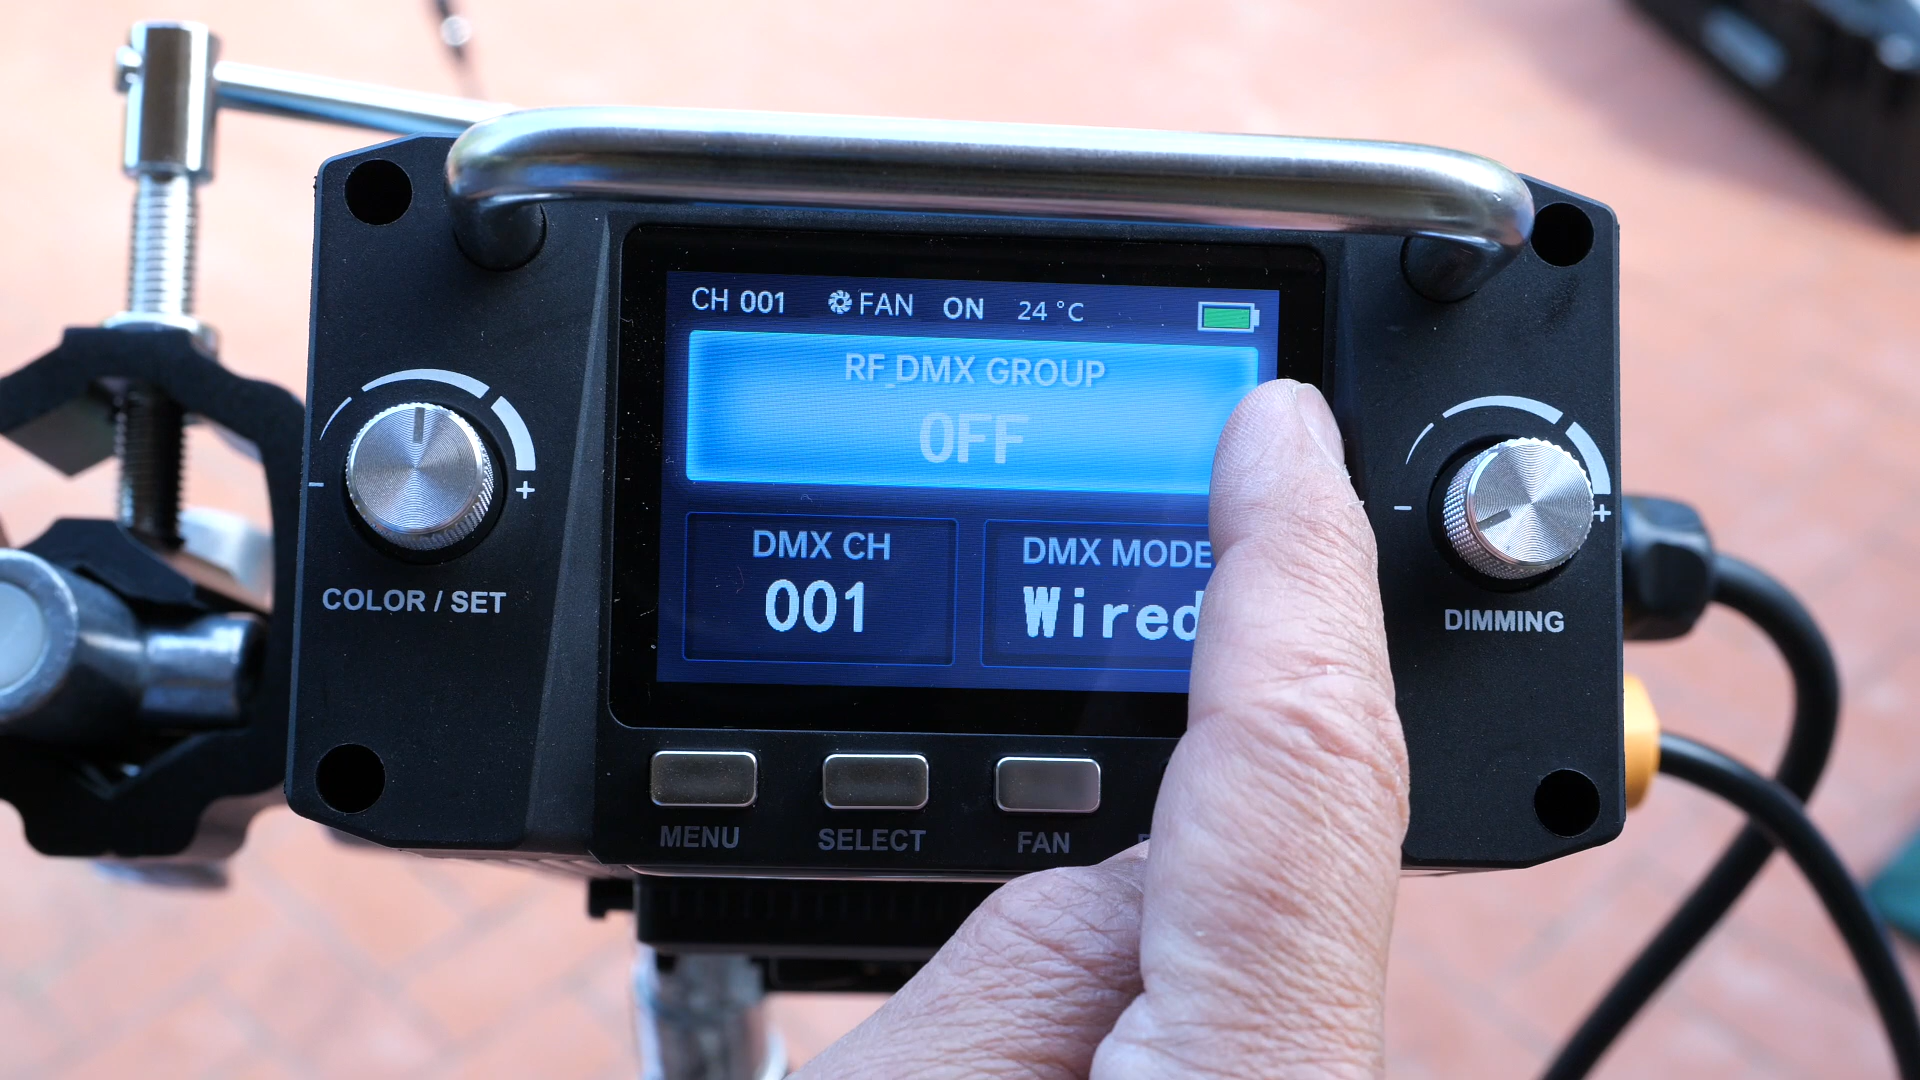 CH 001 FAN ON 24 °C
RF_DMX GROUP
OFF
DMX CH
001
DMX MODE
Wired
- +
COLOR / SET
- +
DIMMING
MENU
SELECT
FAN